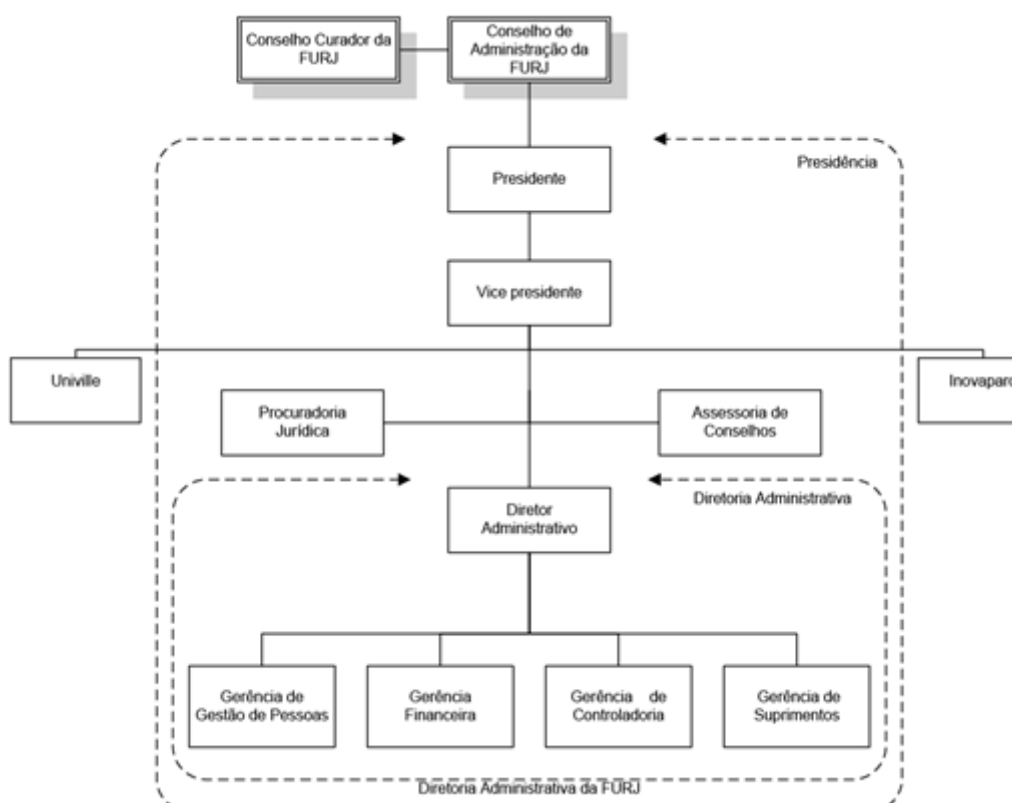 Conselho Curador da
FURJ
Conselho de
Administração da
FURJ
Presidência
Presidente
Vice presidente
Univille
Inovaparq
Procuradoria
Jurídica
Assessoria de
Conselhos
Diretoria Administrativa
Diretor
Administrativo
Gerência de
Gestão de Pessoas
Gerência
Financeira
Gerência de
Controladoria
Gerência de
Suprimentos
Diretoria Administrativa da FURJ